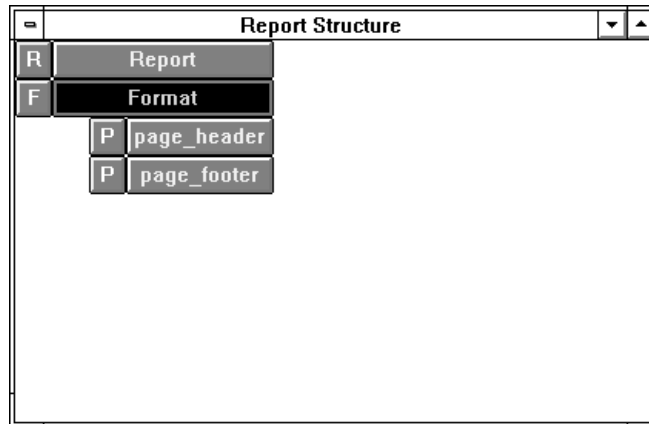 Report Structure
R Report
F Format
P page_header
P page_footer